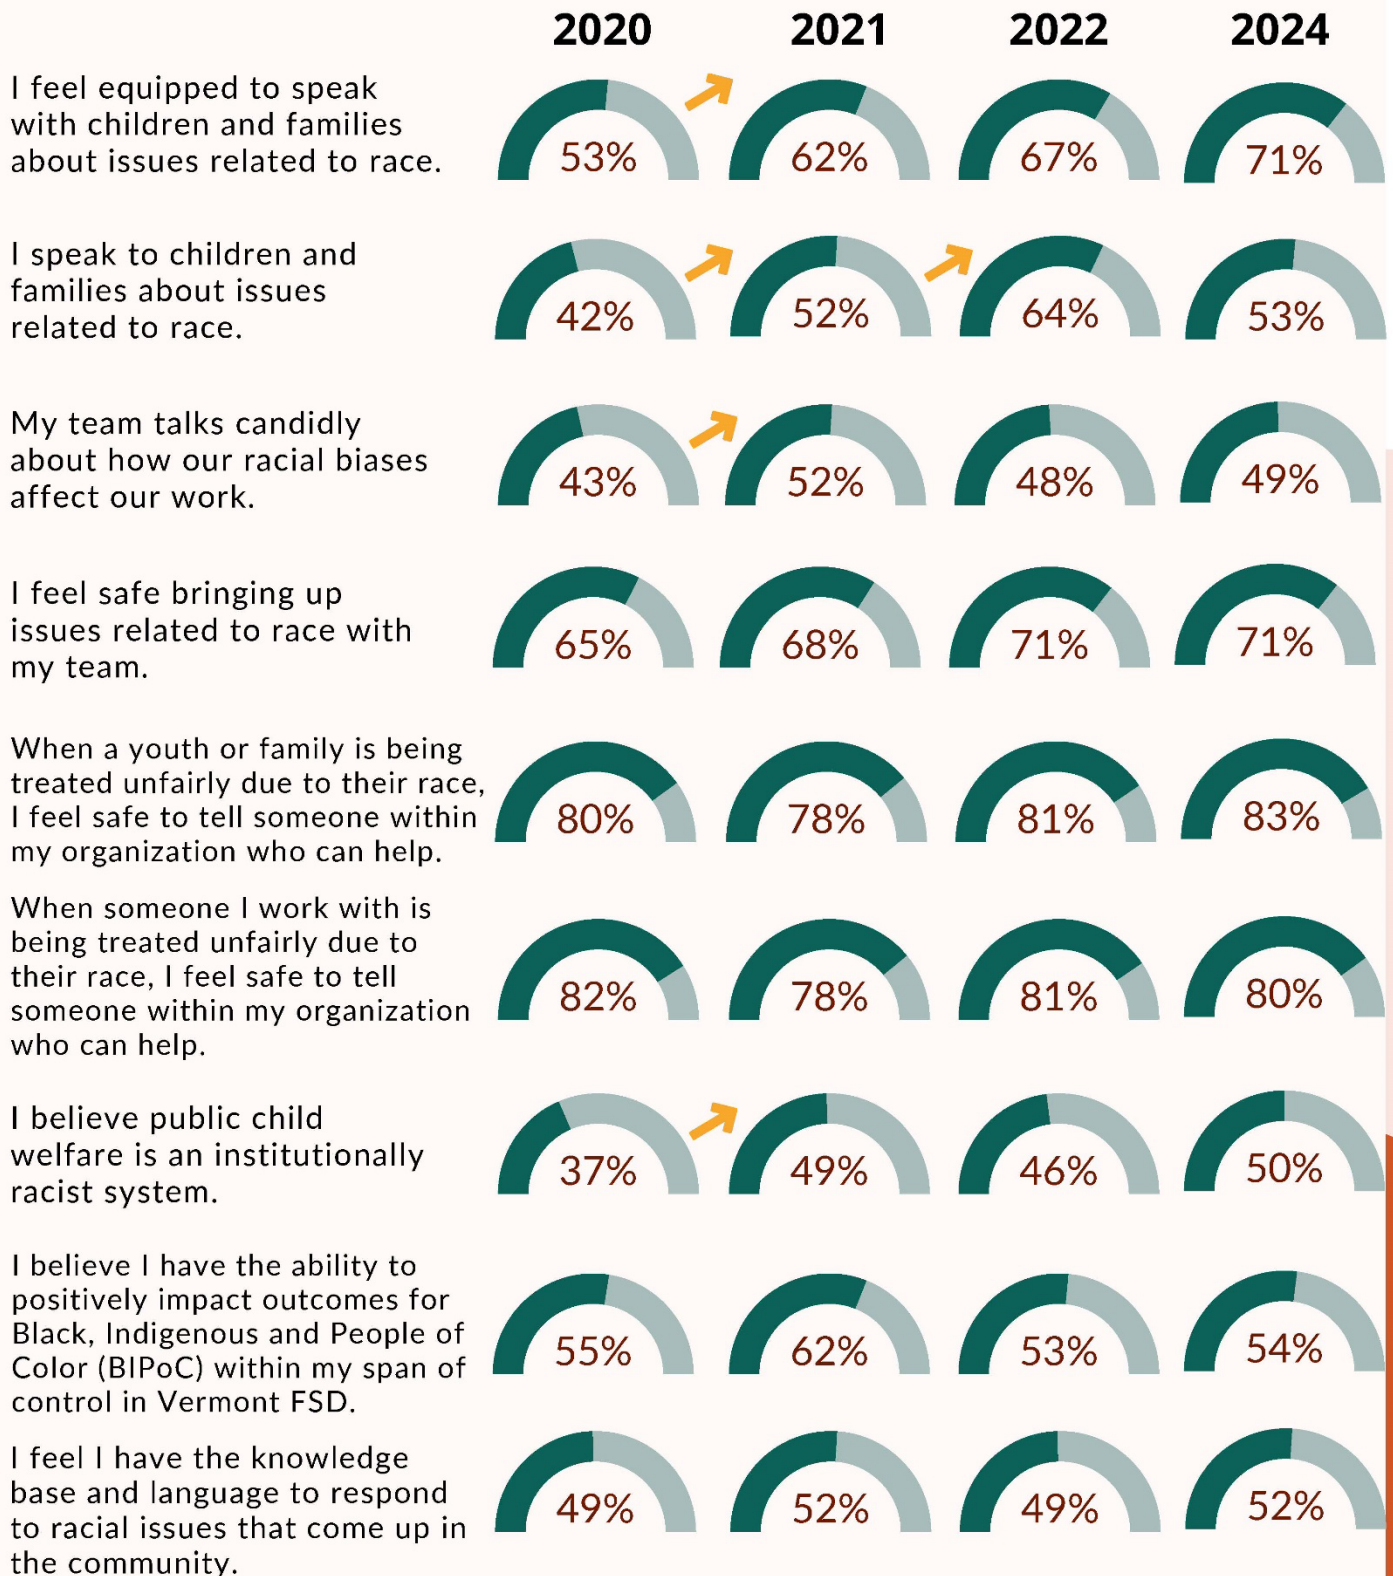 2020 2021 2022 2024
I feel equipped to speak
with children and families
about issues related to race.
53% 62% 67% 71%
I speak to children and
families about issues
related to race.
42% 52% 64% 53%
My team talks candidly
about how our racial biases
affect our work.
43% 52% 48% 49%
I feel safe bringing up
issues related to race with
my team.
65% 68% 71% 71%
When a youth or family is being
treated unfairly due to their race,
I feel safe to tell someone within
my organization who can help.
80% 78% 81% 83%
When someone I work with is
being treated unfairly due to
their race, I feel safe to tell
someone within my organization
who can help.
82% 78% 81% 80%
I believe public child
welfare is an institutionally
racist system.
37% 49% 46% 50%
I believe I have the ability to
positively impact outcomes for
Black, Indigenous and People of
Color (BIPoC) within my span of
control in Vermont FSD.
55% 62% 53% 54%
I feel I have the knowledge
base and language to respond
to racial issues that come up in
the community.
49% 52% 49% 52%